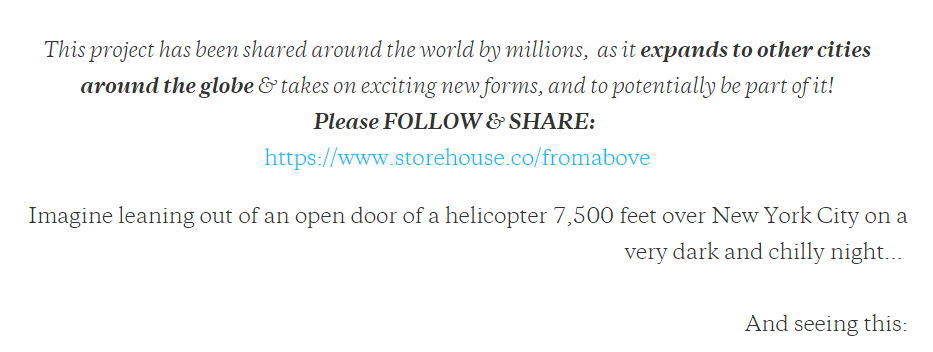 This project has been shared around the world by millions, as it expands to other cities
around the globe & takes on exciting new forms, and to potentially be part of it!
Please FOLLOW & SHARE:
https://www.storehouse.co/fromabove
Imagine leaning out of an open door of a helicopter 7,500 feet over New York City on a
very dark and chilly night...
And seeing this: